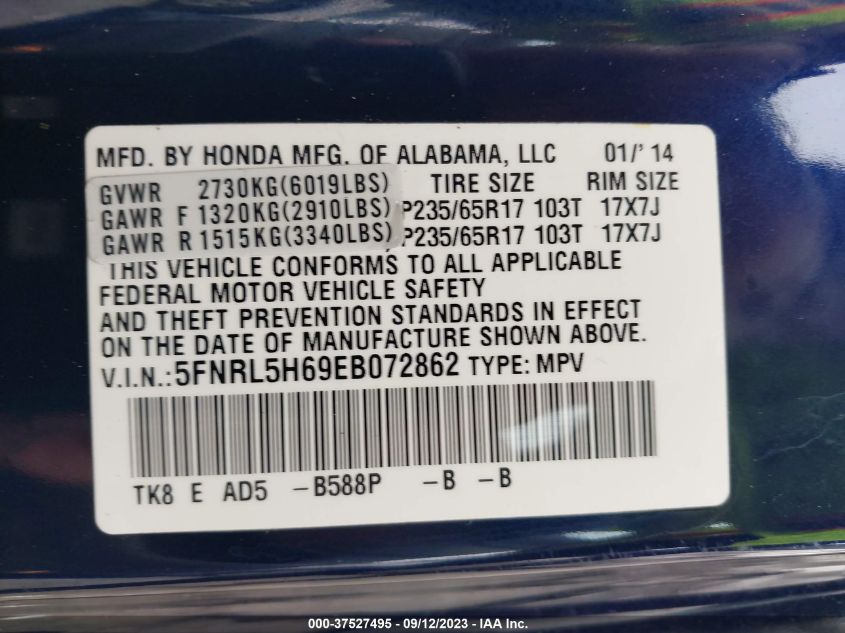 MFD. BY HONDA MFG. OF ALABAMA, LLC 01/'14
GVWR 2730KG(6019LBS) TIRE SIZE RIM SIZE
GAWR F 1320KG(2910LBS) P235/65R17 103T 17X7J
GAWR R 1515KG(3340LBS) P235/65R17 103T 17X7J
THIS VEHICLE CONFORMS TO ALL APPLICABLE
FEDERAL MOTOR VEHICLE SAFETY
AND THEFT PREVENTION STANDARDS IN EFFECT
ON THE DATE OF MANUFACTURE SHOWN ABOVE.
V.I.N.: 5FNRL5H69EB072862 TYPE: MPV
TK8 E AD5 -B588P -B -B
000-37527495 - 09/12/2023 - IAA Inc.